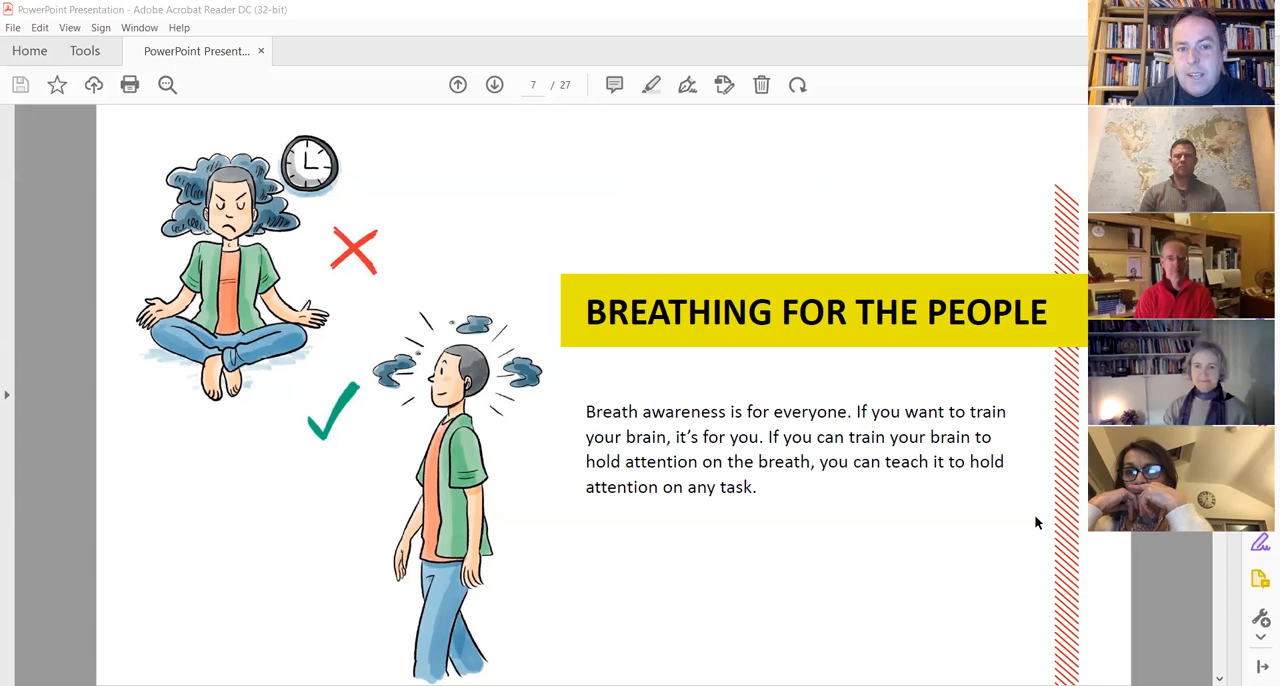 PowerPoint Presentation - Adobe Acrobat Reader DC (32-bit)
File Edit View Sign Window Help
Home Tools PowerPoint Present... ×
7 / 27
BREATHING FOR THE PEOPLE
Breath awareness is for everyone. If you want to train
your brain, it’s for you. If you can train your brain to
hold attention on the breath, you can teach it to hold
attention on any task.